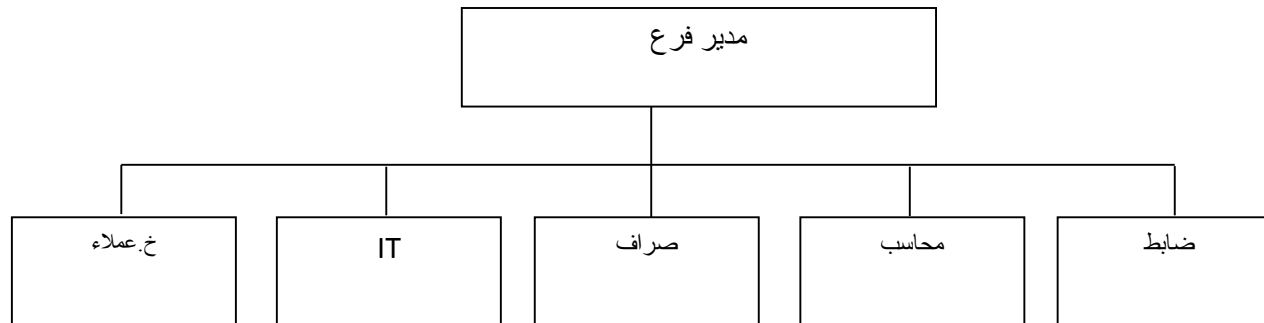 مدير فرع
ضابط
محاسب
صراف
IT
خ.عملاء